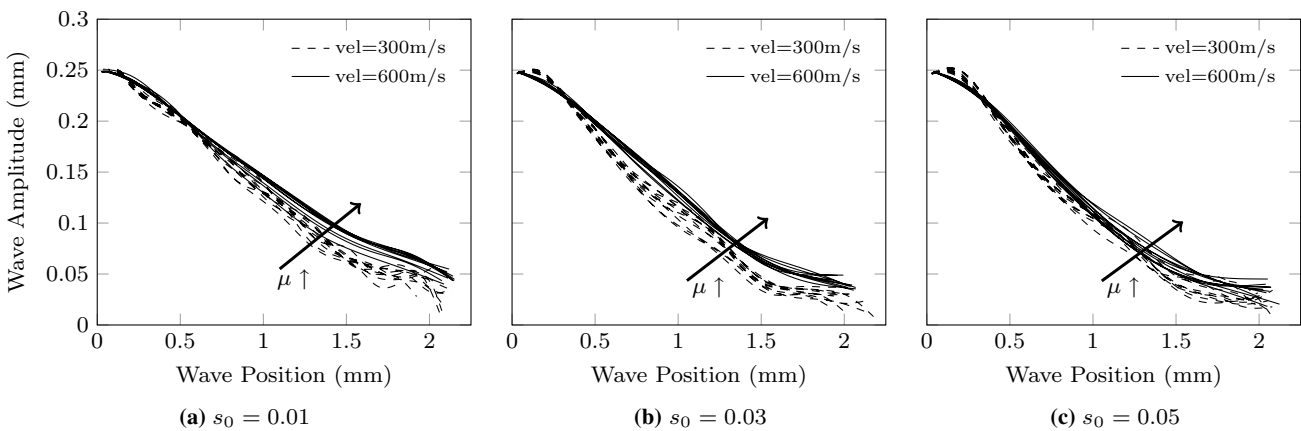 Wave Amplitude (mm)
0.3
0.25
0.2
0.15
0.1
0.05
0
vel=300m/s
vel=600m/s
μ ↑
0 0.5 1 1.5 2
Wave Position (mm)
(a) s₀ = 0.01
vel=300m/s
vel=600m/s
μ ↑
0 0.5 1 1.5 2
Wave Position (mm)
(b) s₀ = 0.03
vel=300m/s
vel=600m/s
μ ↑
0 0.5 1 1.5 2
Wave Position (mm)
(c) s₀ = 0.05